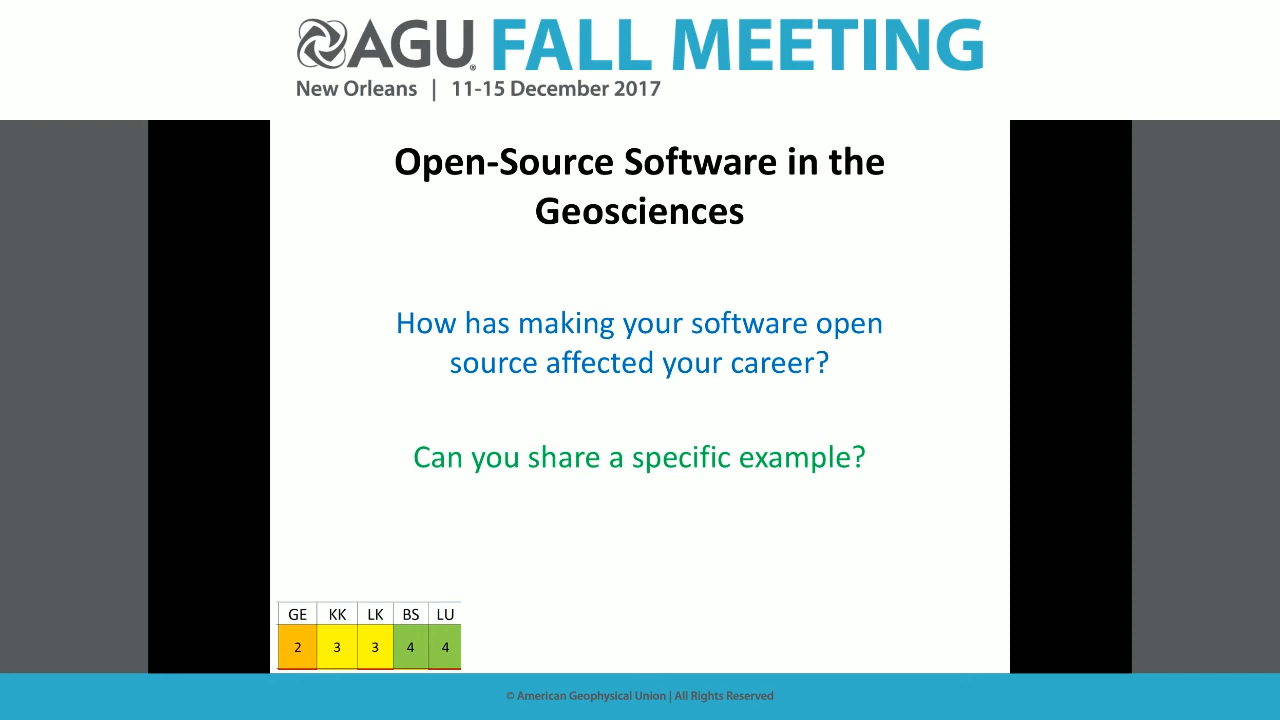 AGU FALL MEETING
New Orleans | 11-15 December 2017
Open-Source Software in the
Geosciences
How has making your software open
source affected your career?
Can you share a specific example?
GE KK LK BS LU
2 3 3 4 4
© American Geophysical Union | All Rights Reserved